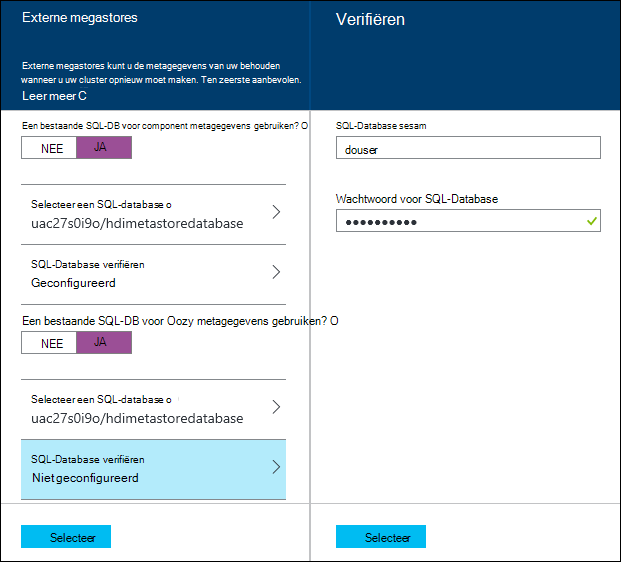 Externe megastores
Externe megastores kunt u de metagegevens van uw behouden
wanneer u uw cluster opnieuw moet maken. Ten zeerste aanbevolen.
Leer meer C
Een bestaande SQL-DB voor component metagegevens gebruiken? O
NEE JA
Selecteer een SQL-database o
uac27s0i9o/hdimetastoredatabase
SQL-Database verifiëren
Geconfigureerd
Een bestaande SQL-DB voor Oozy metagegevens gebruiken? O
NEE JA
Selecteer een SQL-database o
uac27s0i9o/hdimetastoredatabase
SQL-Database verifiëren
Niet geconfigureerd
Selecteer
Verifiëren
SQL-Database sesam
douser
Wachtwoord voor SQL-Database
●●●●●●●●●●
Selecteer